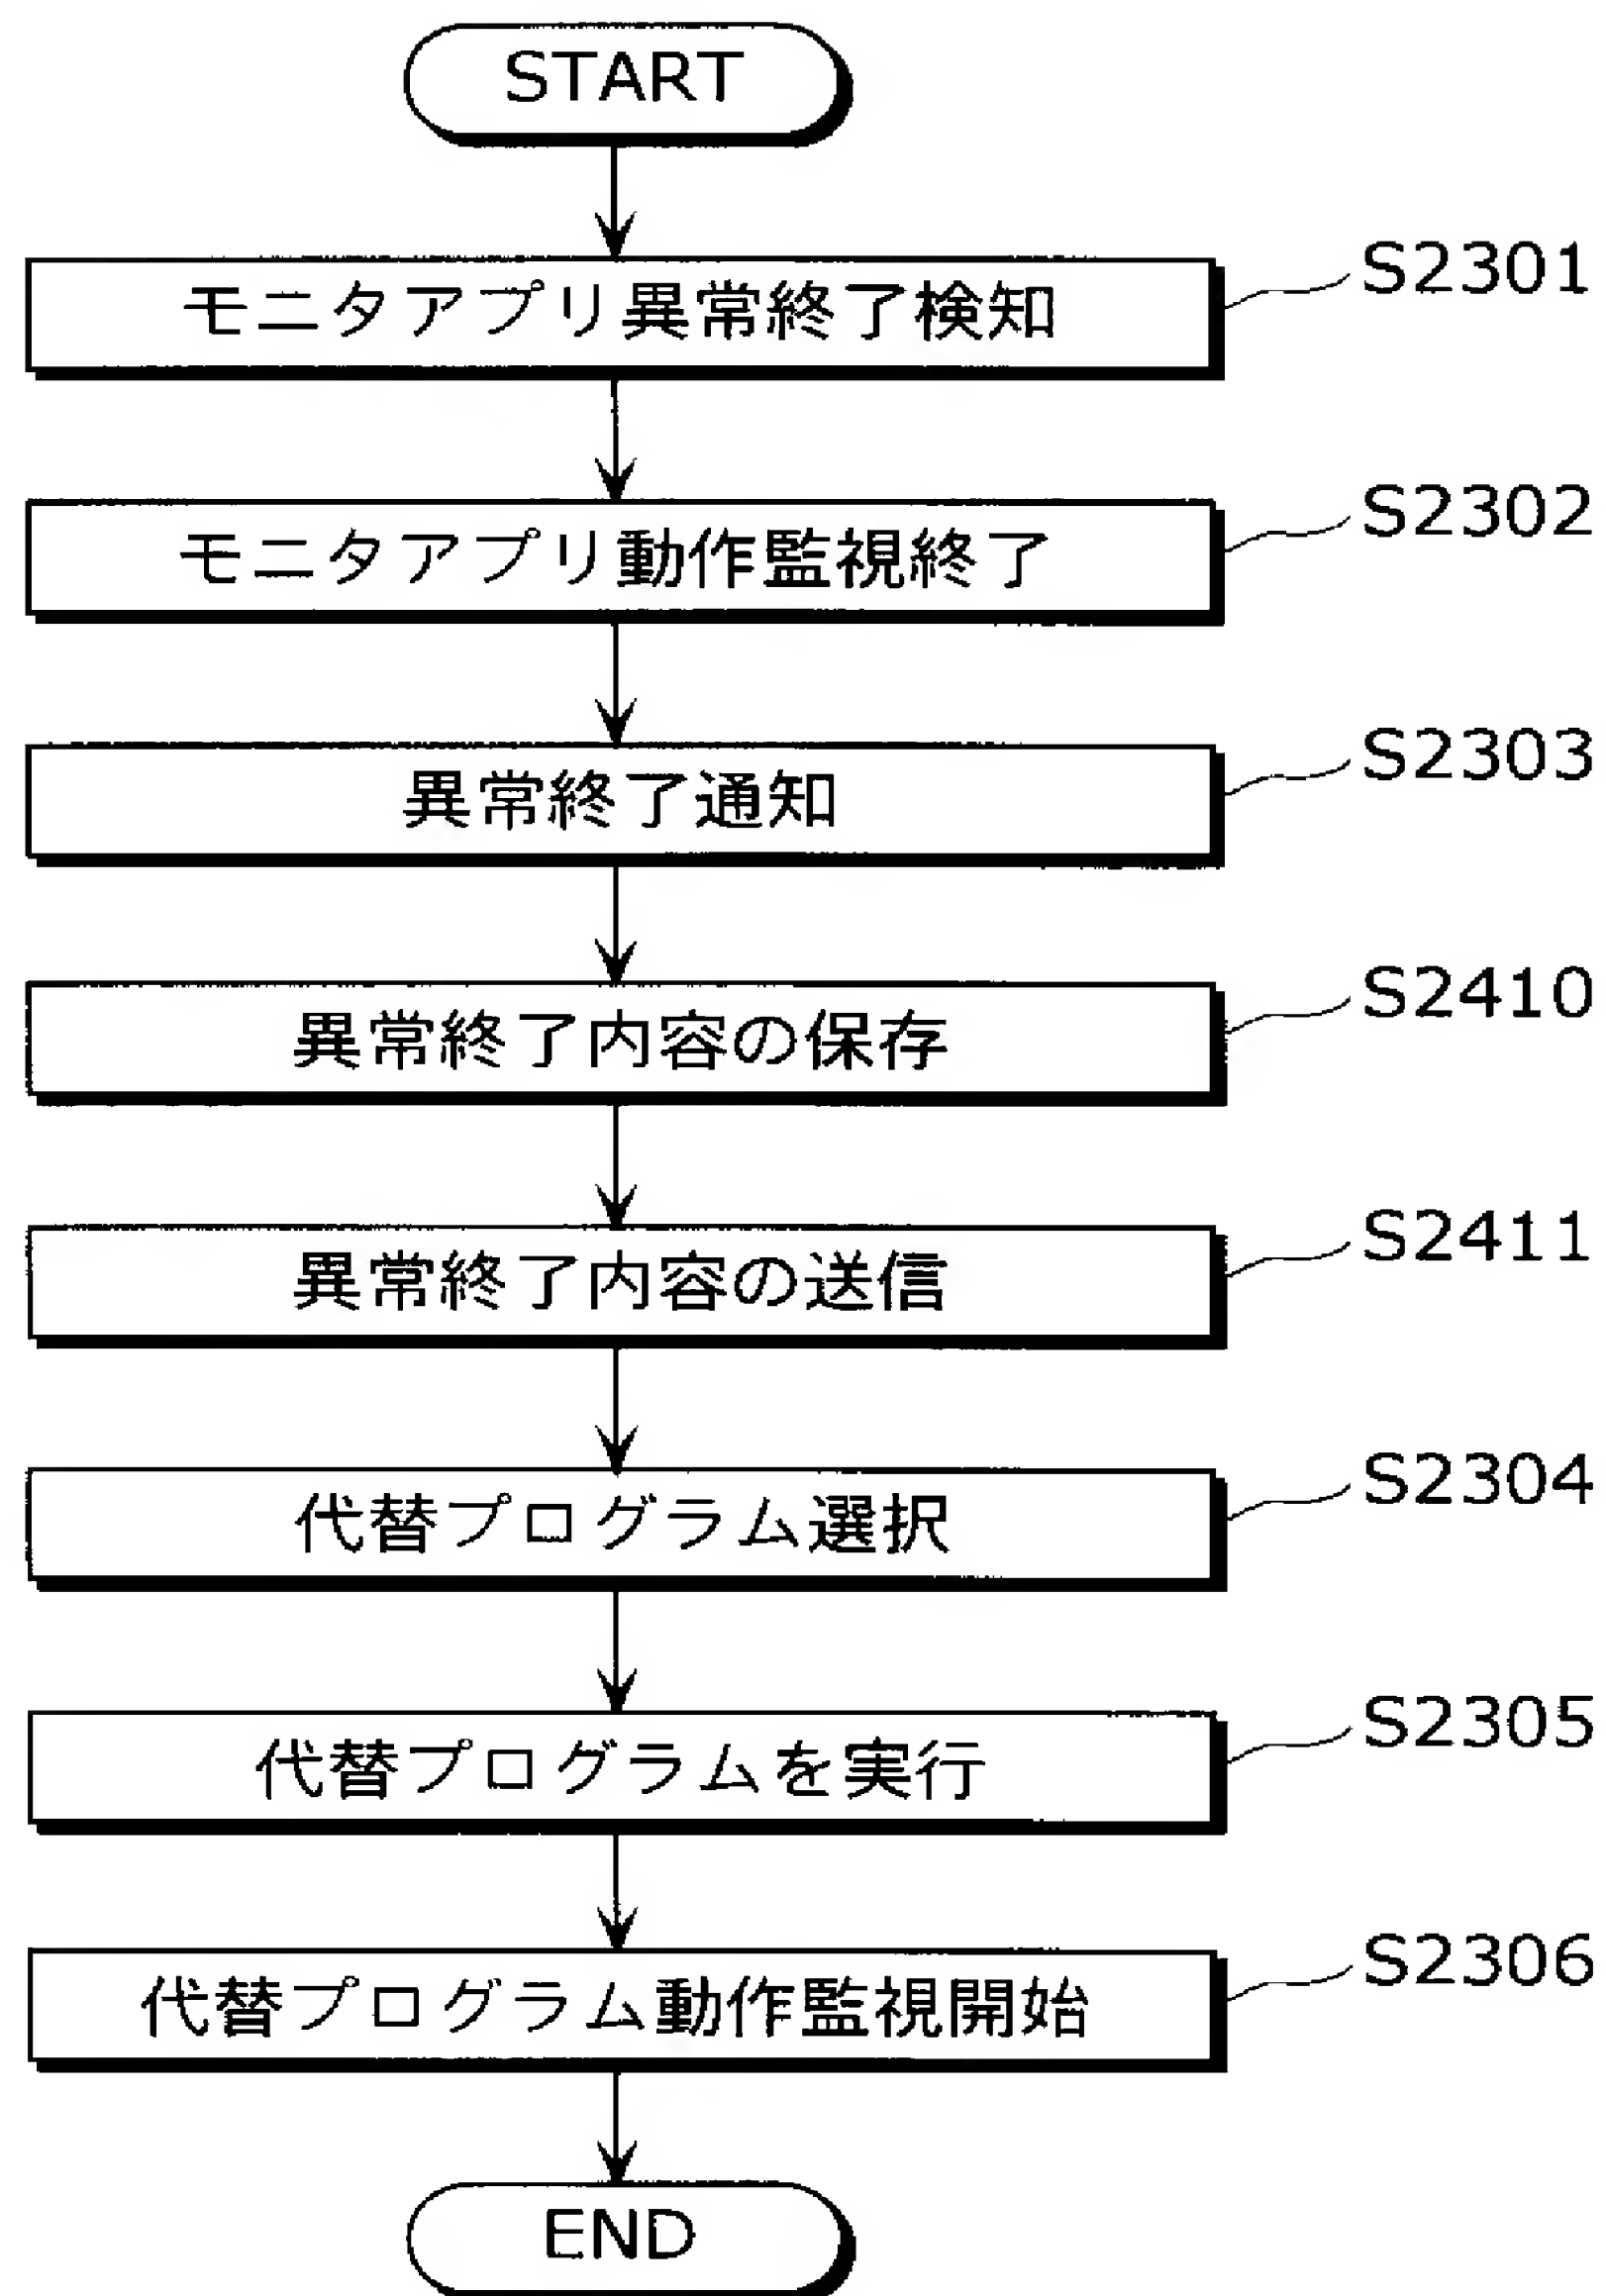 START
モニタアプリ異常終了検知
S2301
モニタアプリ動作監視終了
S2302
異常終了通知
S2303
異常終了内容の保存
S2410
異常終了内容の送信
S2411
代替プログラム選択
S2304
代替プログラムを実行
S2305
代替プログラム動作監視開始
S2306
END